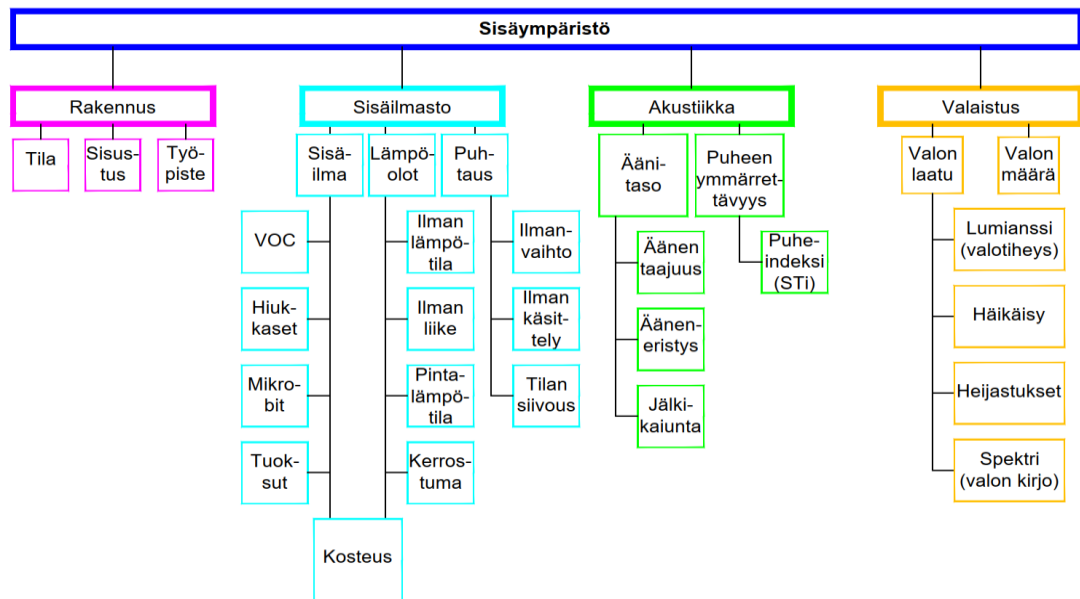 Sisäympäristö
Rakennus
Tila
Sisus-
tus
Työ-
piste
Sisäilmasto
Sisä-
ilma
Lämpö-
olot
Puh-
taus
VOC
Hiuk-
kaset
Mikro-
bit
Tuok-
sut
Ilman
lämpö-
tila
Ilman
liike
Pinta-
lämpö-
tila
Kerros-
tuma
Kosteus
Ilman-
vaihto
Ilman
käsit-
tely
Tilan
siivous
Akustiikka
Ääni-
taso
Puheen
ymmärret-
tävyys
Äänen
taajuus
Äänen-
eristys
Jälki-
kaiunta
Puhe-
indeksi
(STi)
Valaistus
Valon
laatu
Valon
määrä
Lumianssi
(valotiheys)
Häikäisy
Heijastukset
Spektri
(valon kirjo)